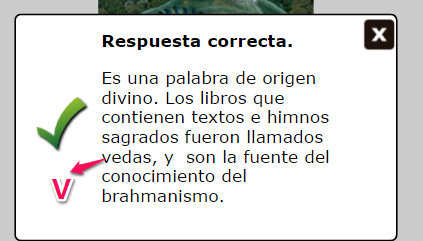 Respuesta correcta.
X
Es una palabra de origen
divino. Los libros que
contienen textos e himnos
sagrados fueron llamados
vedas, y son la fuente del
conocimiento del
brahmanismo.
V